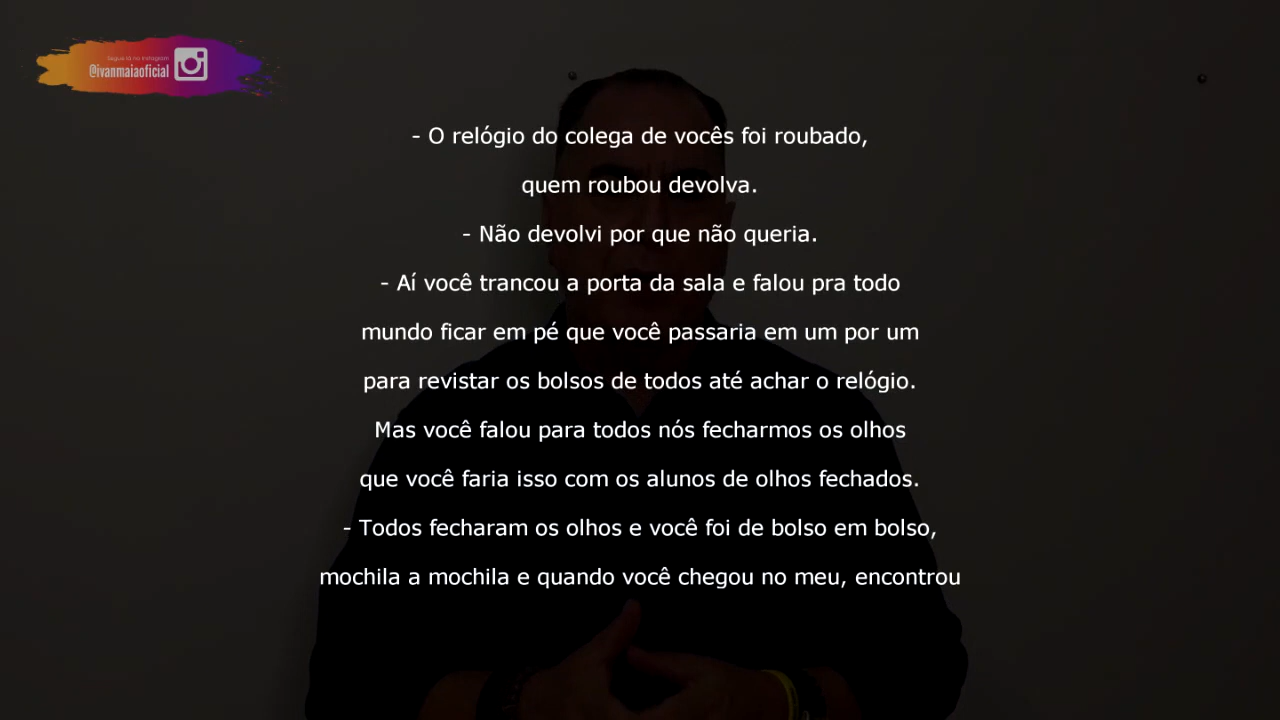 Segue lá no Instagram
@ivanmaiaoficial
- O relógio do colega de vocês foi roubado,
quem roubou devolva.
- Não devolvi por que não queria.
- Aí você trancou a porta da sala e falou pra todo
mundo ficar em pé que você passaria em um por um
para revistar os bolsos de todos até achar o relógio.
Mas você falou para todos nós fecharmos os olhos
que você faria isso com os alunos de olhos fechados.
- Todos fecharam os olhos e você foi de bolso em bolso,
mochila a mochila e quando você chegou no meu, encontrou